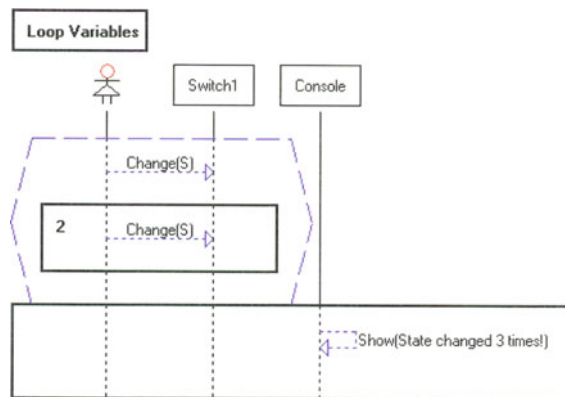 Loop Variables
Switch1
Console
Change(S)
2
Change(S)
Show(State changed 3 times!)